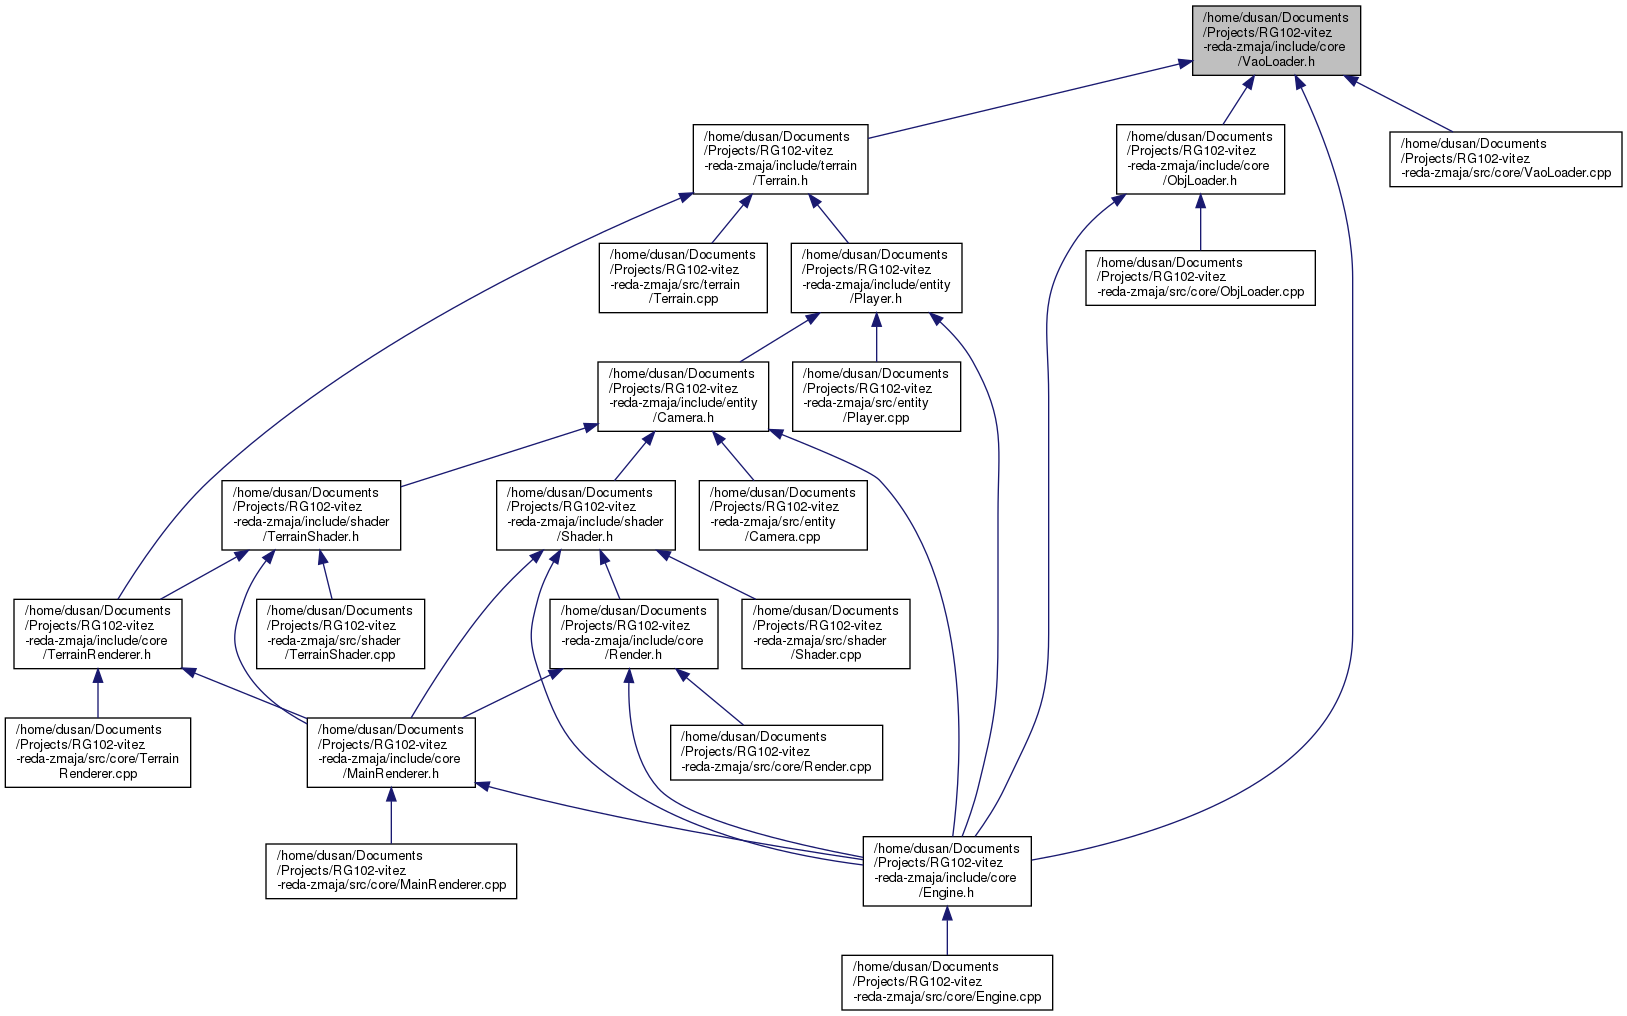 /home/dusan/Documents
/Projects/RG102-vitez
-reda-zmaja/include/core
/VaoLoader.h
/home/dusan/Documents
/Projects/RG102-vitez
-reda-zmaja/include/terrain
/Terrain.h
/home/dusan/Documents
/Projects/RG102-vitez
-reda-zmaja/include/core
/ObjLoader.h
/home/dusan/Documents
/Projects/RG102-vitez
-reda-zmaja/src/core/VaoLoader.cpp
/home/dusan/Documents
/Projects/RG102-vitez
-reda-zmaja/src/terrain
/Terrain.cpp
/home/dusan/Documents
/Projects/RG102-vitez
-reda-zmaja/include/entity
/Player.h
/home/dusan/Documents
/Projects/RG102-vitez
-reda-zmaja/src/core/ObjLoader.cpp
/home/dusan/Documents
/Projects/RG102-vitez
-reda-zmaja/include/entity
/Camera.h
/home/dusan/Documents
/Projects/RG102-vitez
-reda-zmaja/src/entity
/Player.cpp
/home/dusan/Documents
/Projects/RG102-vitez
-reda-zmaja/include/shader
/TerrainShader.h
/home/dusan/Documents
/Projects/RG102-vitez
-reda-zmaja/include/shader
/Shader.h
/home/dusan/Documents
/Projects/RG102-vitez
-reda-zmaja/src/entity
/Camera.cpp
/home/dusan/Documents
/Projects/RG102-vitez
-reda-zmaja/include/core
/TerrainRenderer.h
/home/dusan/Documents
/Projects/RG102-vitez
-reda-zmaja/src/shader
/TerrainShader.cpp
/home/dusan/Documents
/Projects/RG102-vitez
-reda-zmaja/include/core
/Render.h
/home/dusan/Documents
/Projects/RG102-vitez
-reda-zmaja/src/shader
/Shader.cpp
/home/dusan/Documents
/Projects/RG102-vitez
-reda-zmaja/src/core/Terrain
Renderer.cpp
/home/dusan/Documents
/Projects/RG102-vitez
-reda-zmaja/include/core
/MainRenderer.h
/home/dusan/Documents
/Projects/RG102-vitez
-reda-zmaja/src/core/Render.cpp
/home/dusan/Documents
/Projects/RG102-vitez
-reda-zmaja/src/core/MainRenderer.cpp
/home/dusan/Documents
/Projects/RG102-vitez
-reda-zmaja/include/core
/Engine.h
/home/dusan/Documents
/Projects/RG102-vitez
-reda-zmaja/src/core/Engine.cpp